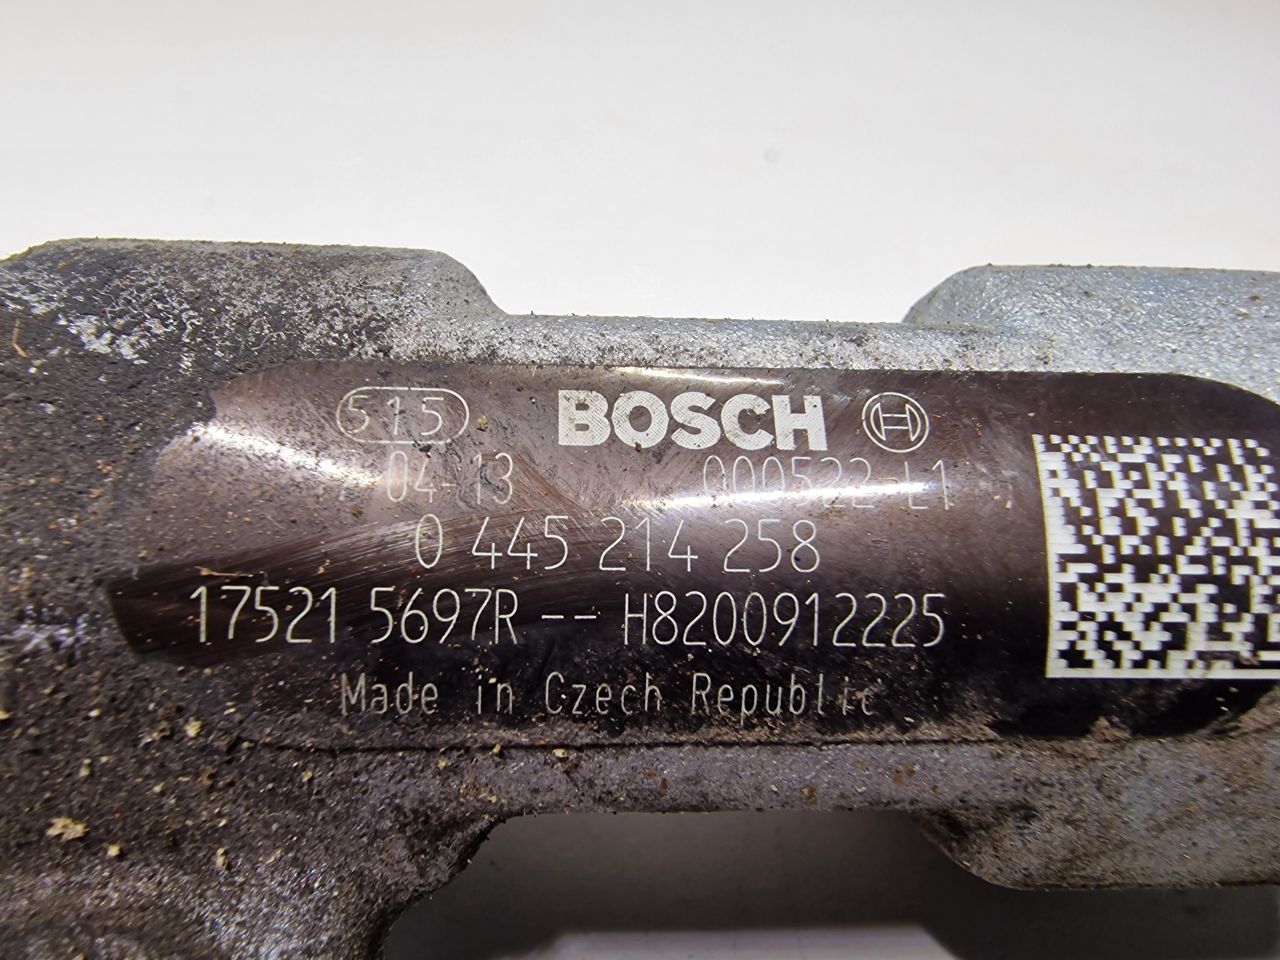 515 BOSCH
04-13 000522-L1
0 445 214 258
17521 5697R -- H8200912225
Made in Czech Republic